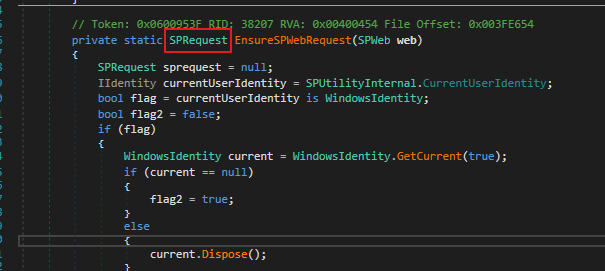 }
// Token: 0x0600953F RID: 38207 RVA: 0x00400454 File Offset: 0x003FE654
private static SPRequest EnsureSPWebRequest(SPWeb web)
{
SPRequest sprequest = null;
IIdentity currentUserIdentity = SPUtilityInternal.CurrentUserIdentity;
bool flag = currentUserIdentity is WindowsIdentity;
bool flag2 = false;
if (flag)
{
WindowsIdentity current = WindowsIdentity.GetCurrent(true);
if (current == null)
{
flag2 = true;
}
else
{
current.Dispose();
}